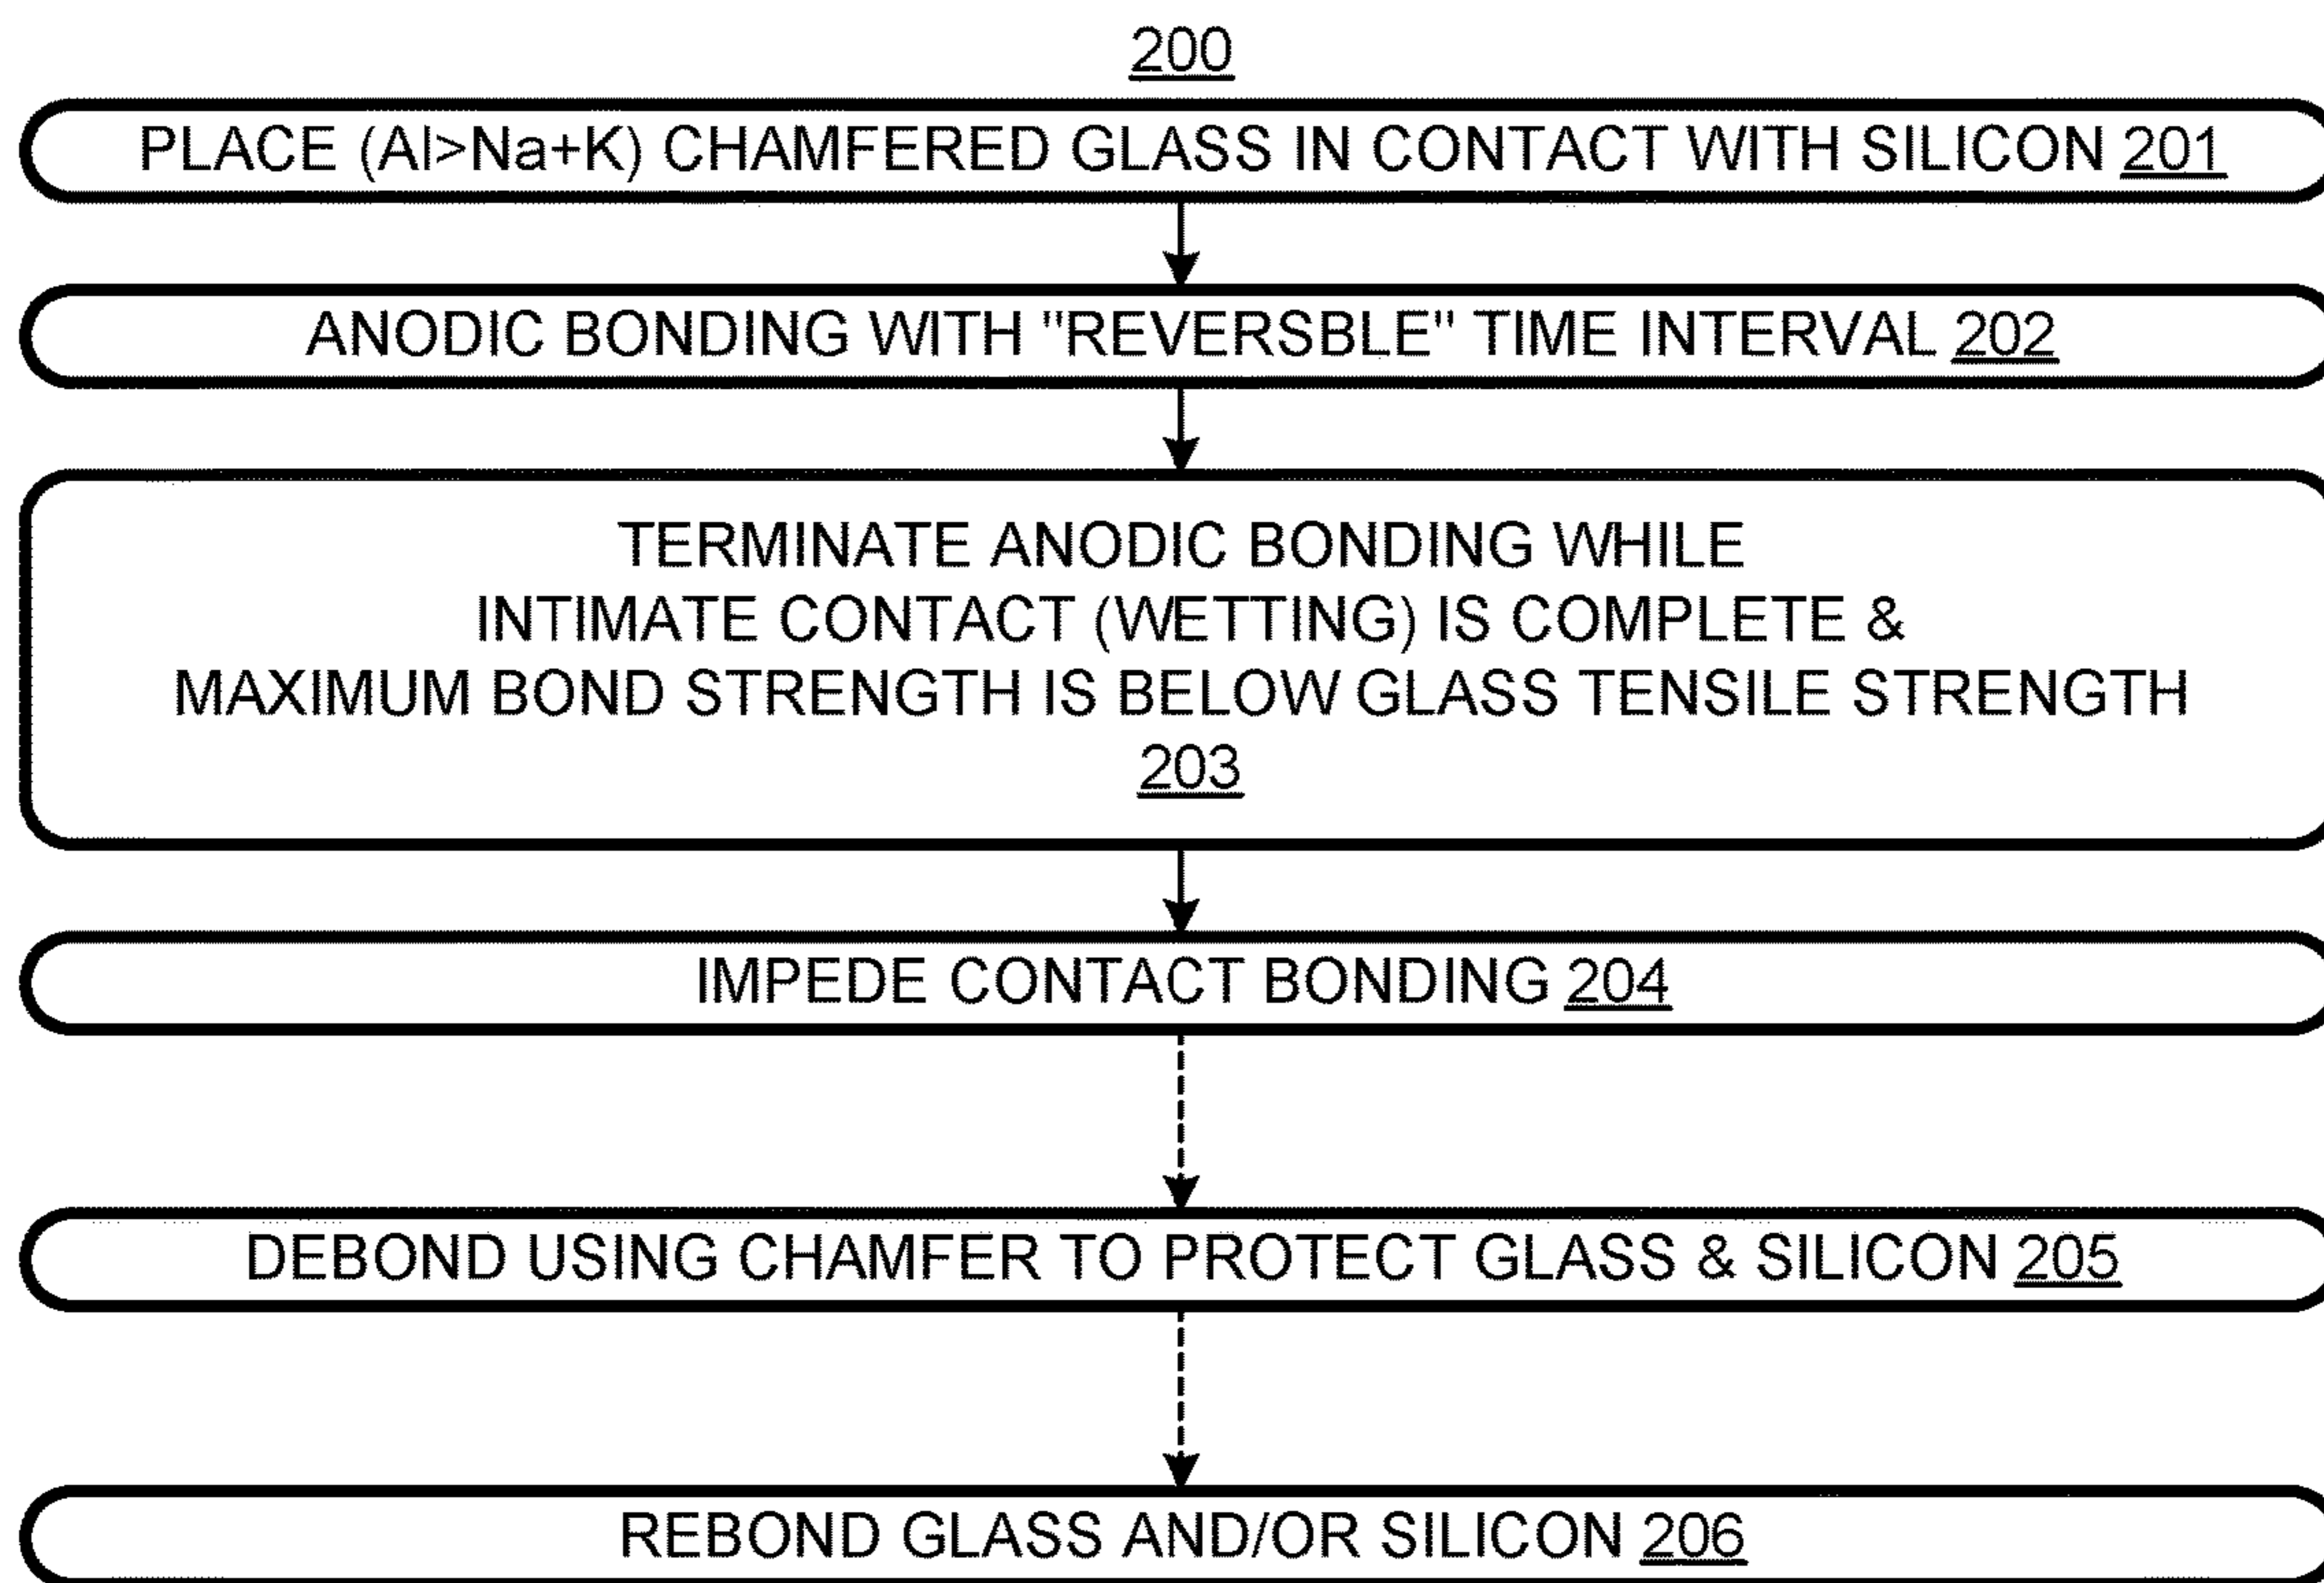 200
PLACE (Al>Na+K) CHAMFERED GLASS IN CONTACT WITH SILICON 201
ANODIC BONDING WITH "REVERSBLE" TIME INTERVAL 202
TERMINATE ANODIC BONDING WHILE
INTIMATE CONTACT (WETTING) IS COMPLETE &
MAXIMUM BOND STRENGTH IS BELOW GLASS TENSILE STRENGTH
203
IMPEDE CONTACT BONDING 204
DEBOND USING CHAMFER TO PROTECT GLASS & SILICON 205
REBOND GLASS AND/OR SILICON 206